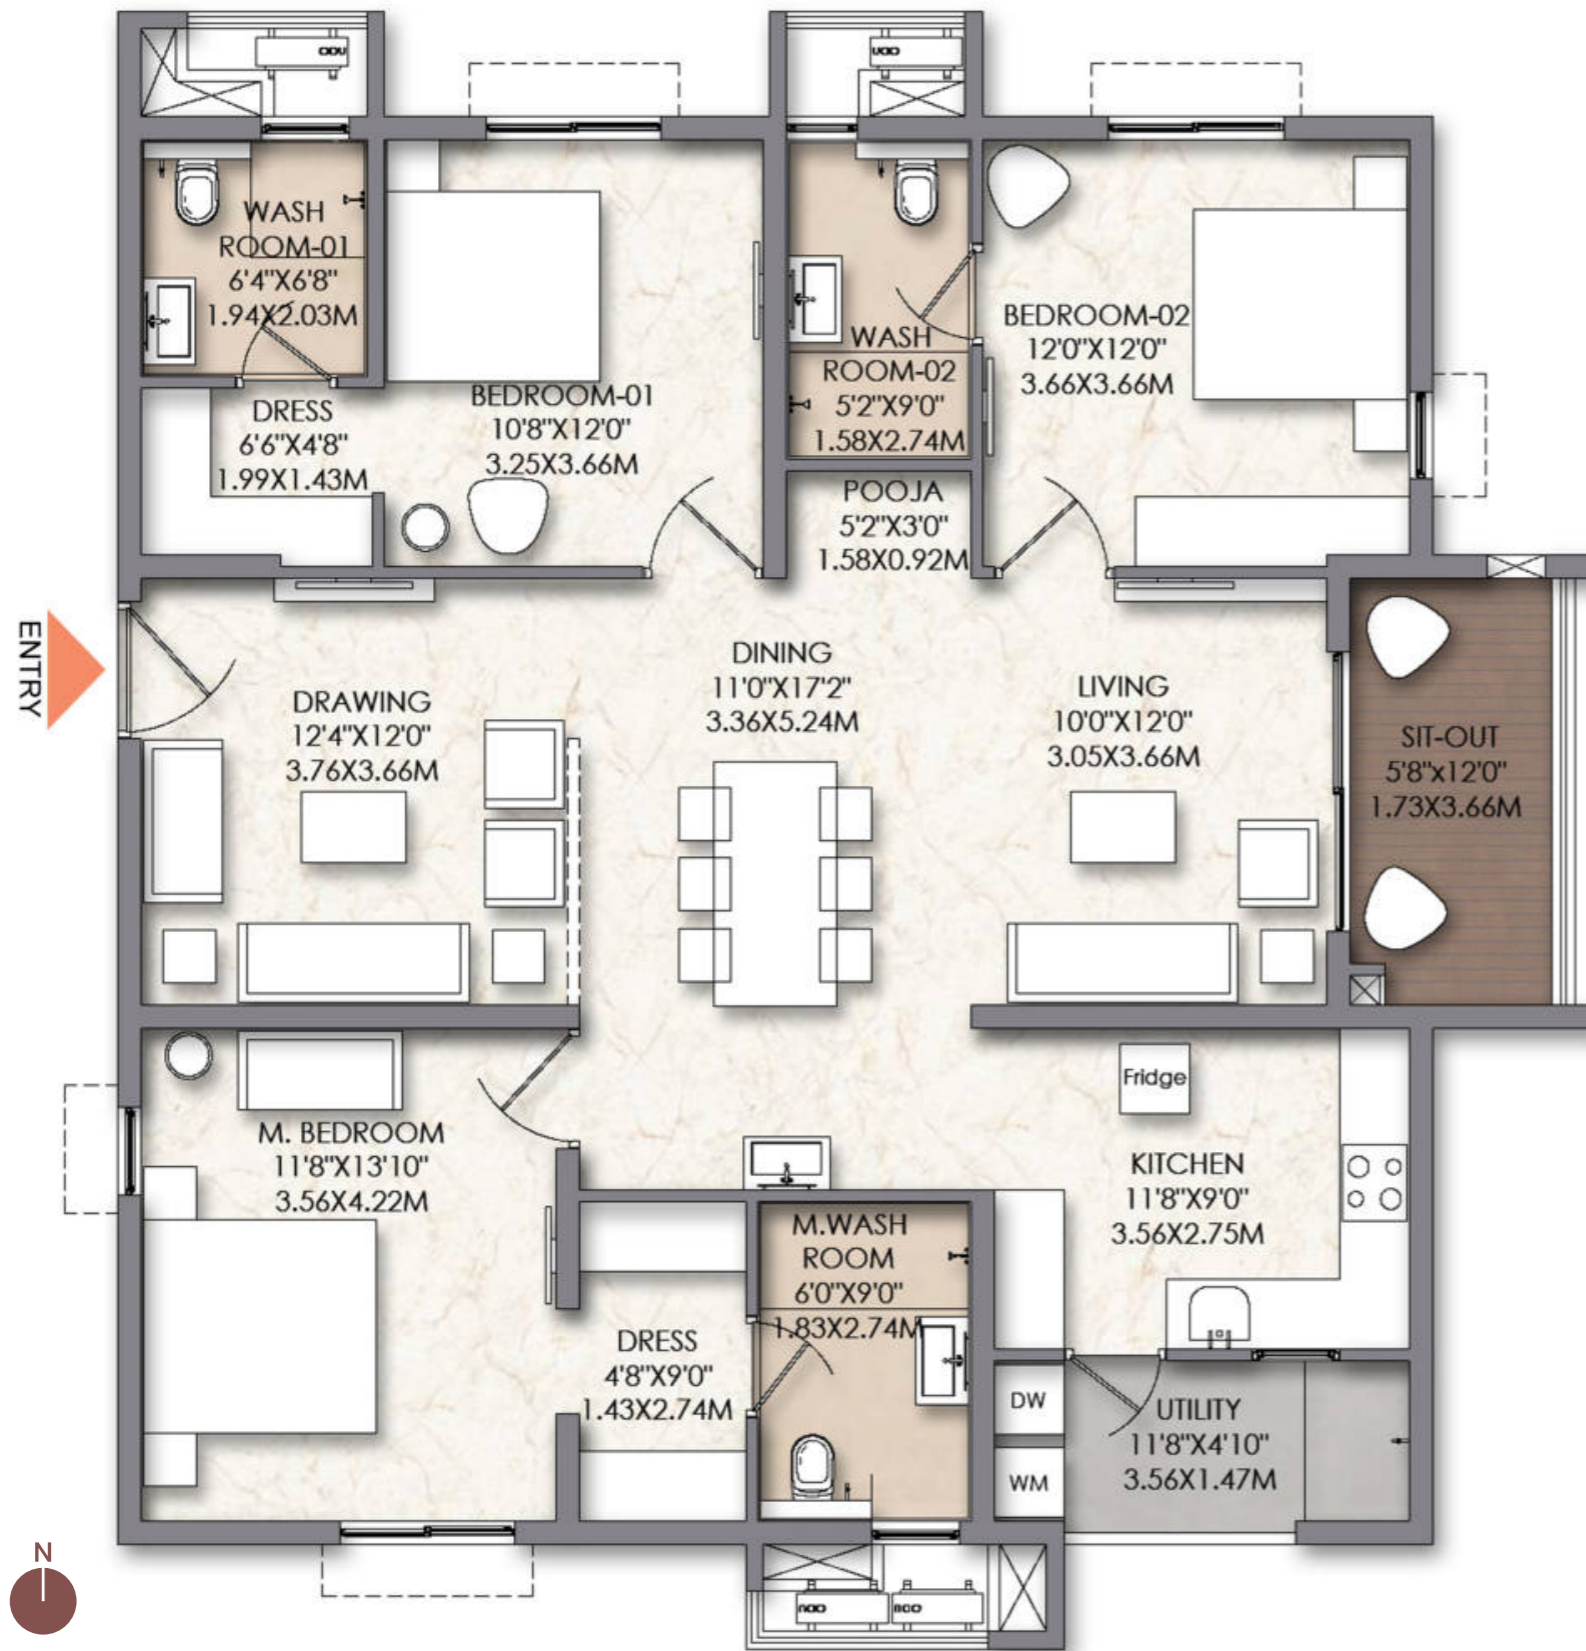 WASH
ROOM-01
6'4"X6'8"
1.94X2.03M
DRESS
6'6"X4'8"
1.99X1.43M
BEDROOM-01
10'8"X12'0"
3.25X3.66M
WASH
ROOM-02
5'2"X9'0"
1.58X2.74M
POOJA
5'2"X3'0"
1.58X0.92M
BEDROOM-02
12'0"X12'0"
3.66X3.66M
ENTRY
DRAWING
12'4"X12'0"
3.76X3.66M
DINING
11'0"X17'2"
3.36X5.24M
LIVING
10'0"X12'0"
3.05X3.66M
SIT-OUT
5'8"x12'0"
1.73X3.66M
M. BEDROOM
11'8"X13'10"
3.56X4.22M
Fridge
KITCHEN
11'8"X9'0"
3.56X2.75M
M.WASH
ROOM
6'0"X9'0"
1.83X2.74M
DRESS
4'8"X9'0"
1.43X2.74M
DW
WM
UTILITY
11'8"X4'10"
3.56X1.47M
N